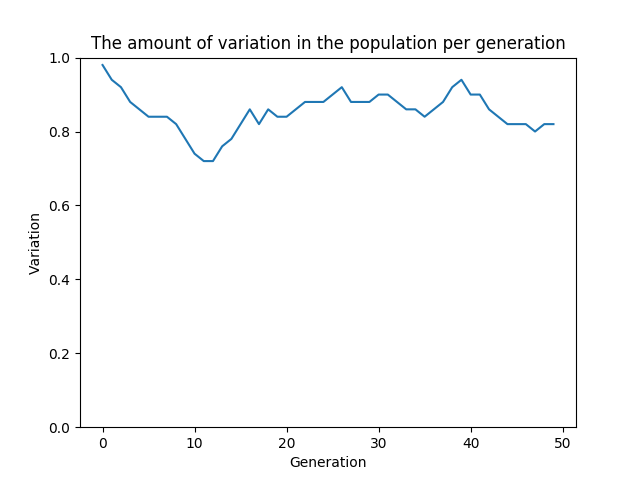 The amount of variation in the population per generation
1.0
0.8
0.6
0.4
0.2
0.0
Variation
0 10 20 30 40 50
Generation